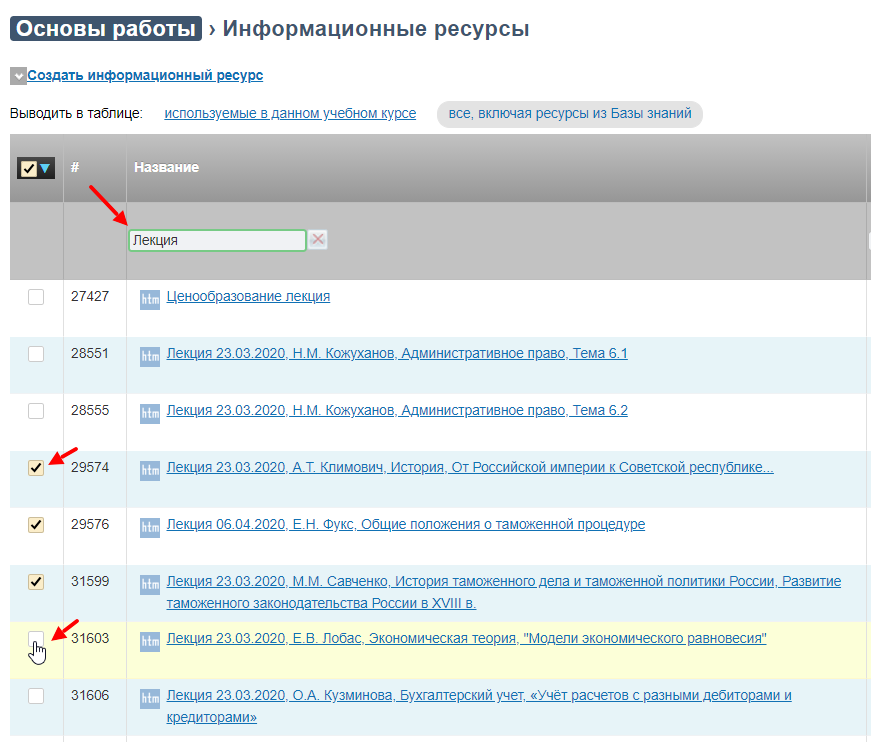 Основы работы › Информационные ресурсы
Создать информационный ресурс
Выводить в таблице: используемые в данном учебном курсе все, включая ресурсы из Базы знаний
# Название
Лекция
27427 htm Ценообразование лекция
28551 htm Лекция 23.03.2020, Н.М. Кожуханов, Административное право, Тема 6.1
28555 htm Лекция 23.03.2020, Н.М. Кожуханов, Административное право, Тема 6.2
29574 htm Лекция 23.03.2020, А.Т. Климович, История, От Российской империи к Советской республике...
29576 htm Лекция 06.04.2020, Е.Н. Фукс, Общие положения о таможенной процедуре
31599 htm Лекция 23.03.2020, М.М. Савченко, История таможенного дела и таможенной политики России, Развитие
таможенного законодательства России в XVIII в.
31603 htm Лекция 23.03.2020, Е.В. Лобас, Экономическая теория, "Модели экономического равновесия"
31606 htm Лекция 23.03.2020, О.А. Кузминова, Бухгалтерский учет, «Учёт расчетов с разными дебиторами и
кредиторами»